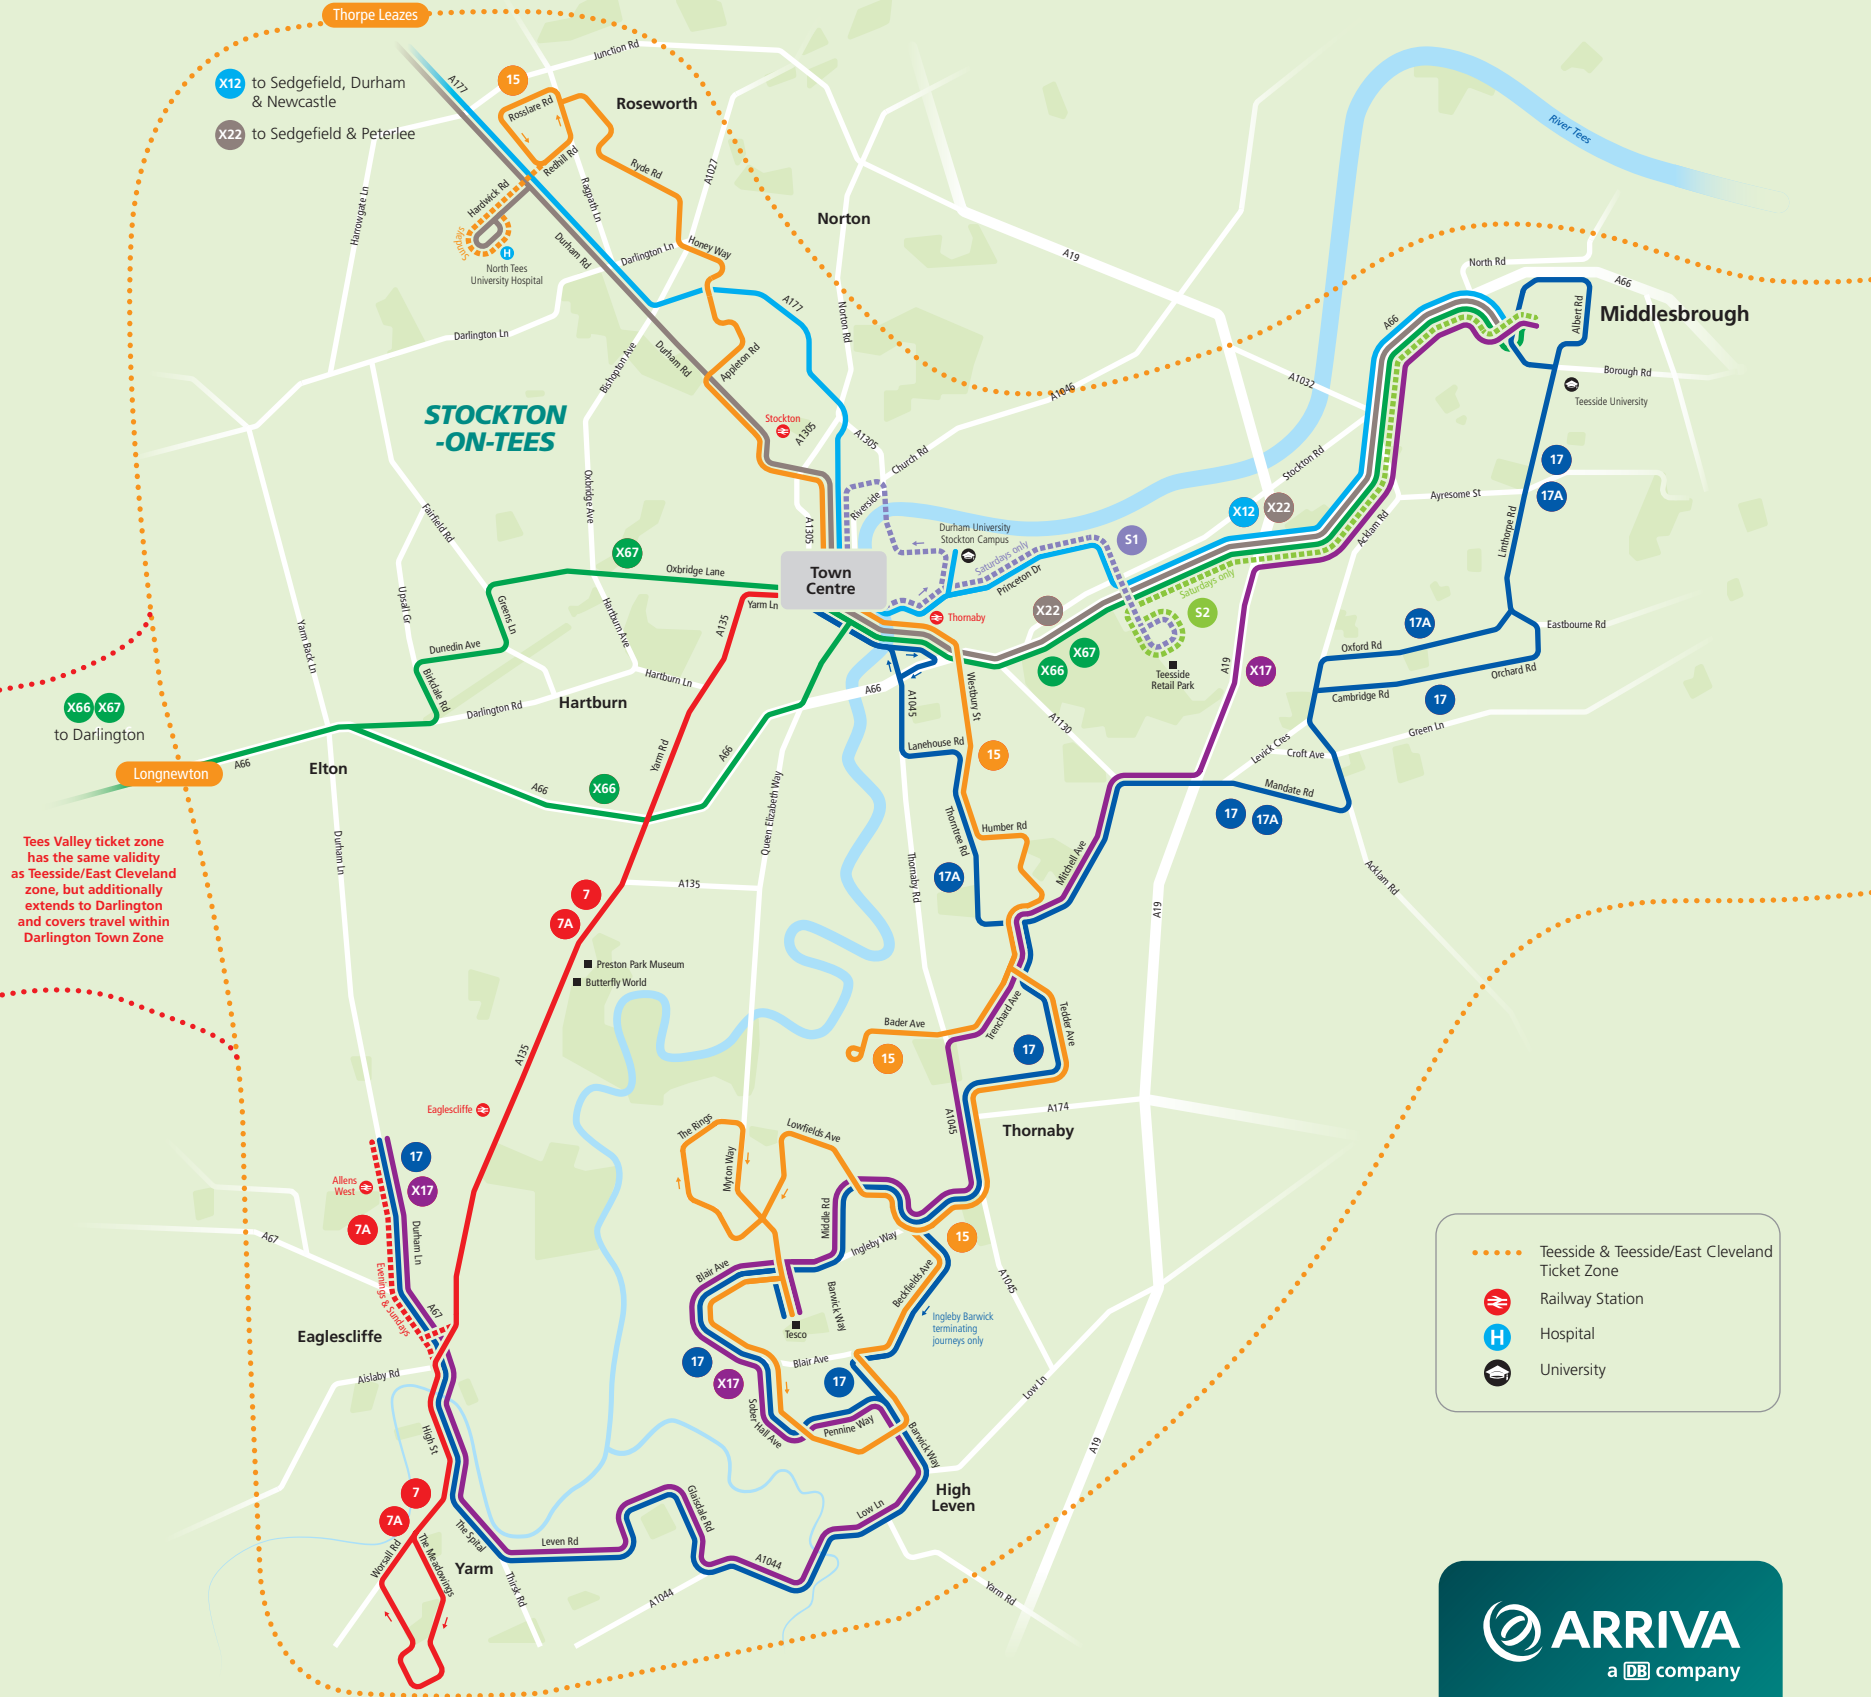 Thorpe Leazes
X12 to Sedgefield, Durham
& Newcastle
X22 to Sedgefield & Peterlee
A177
15
Junction Rd
Rosslare Rd
Roseworth
Redhill Rd
Ryde Rd
A1027
Hardwick Rd
Ragpath Ln
Sundays
H
North Tees
University Hospital
Durham Rd
Darlington Ln
Honey Way
Harrowgate Ln
Norton
A19
River Tees
North Rd
A66
Albert Rd
Middlesbrough
A177
Norton Rd
Darlington Ln
Durham Rd
Bishopton Ave
Appleton Rd
A66
Borough Rd
Teesside University
A1032
A1046
STOCKTON
-ON-TEES
Stockton
A1305
A1305
Church Rd
Stockton Rd
17
17A
Ayresome St
Linthorpe Rd
Acklam Rd
Oxbridge Ave
Fairfield Rd
Riverside
A1305
X12
X22
Durham University
Stockton Campus
S1
X67
Oxbridge Lane
Town
Centre
Saturdays only
Princeton Dr
Saturdays only
Yarm Ln
Thornaby
X22
S2
X67
X66
Teesside
Retail Park
A19
X17
17A
Oxford Rd
Eastbourne Rd
Orchard Rd
Cambridge Rd
17
Green Ln
Levick Cres
Croft Ave
Mandate Rd
17
17A
Acklam Rd
Yarm Back Ln
Upsall Gr
Greens Ln
Dunedin Ave
Birkdale Rd
Hartburn Ave
Hartburn Ln
A135
Hartburn
Darlington Rd
X66 X67
to Darlington
Longnewton
A66
Elton
A66
X66
Yarm Rd
A66
A66
A1045
Westbury St
A1130
Lanehouse Rd
15
Queen Elizabeth Way
Thorntree Rd
Humber Rd
Mitchell Ave
17A
Thornaby Rd
A19
Tees Valley ticket zone
has the same validity
as Teesside/East Cleveland
zone, but additionally
extends to Darlington
and covers travel within
Darlington Town Zone
Durham Ln
A135
7
7A
Preston Park Museum
Butterfly World
A135
Bader Ave
15
Trenchard Ave
Tedder Ave
17
Eaglescliffe
A174
Thornaby
A1045
The Rings
Myton Way
Lowfields Ave
17
Allens
West
X17
7A
Durham Ln
A67
Evenings & Sundays
A67
Eaglescliffe
Aislaby Rd
High St
Middle Rd
Ingleby Way
15
Blair Ave
Barwick Way
Beckfields Ave
A1045
Ingleby Barwick
terminating
journeys only
Tesco
Blair Ave
17
X17
17
Sober Hall Ave
Pennine Way
Barwick Way
Low Ln
A19
High
Leven
Low Ln
7
7A
Worsall Rd
The Meadowings
The Spital
Yarm
Leven Rd
Glaisdale Rd
A1044
Thirsk Rd
A1044
Yarm Rd
Teesside & Teesside/East Cleveland
Ticket Zone
Railway Station
H Hospital
University
ARRIVA
a DB company